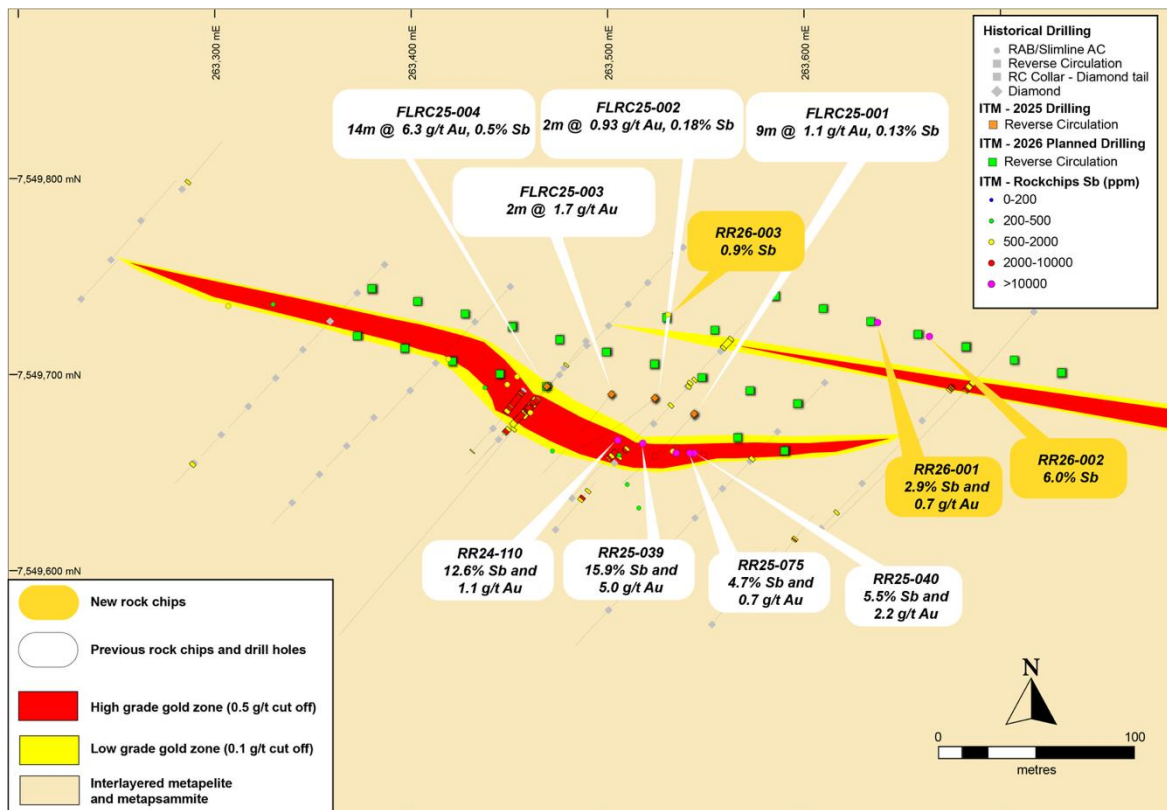 263,300 mE
263,400 mE
263,500 mE
263,600 mE
7,549,800 mN
7,549,700 mN
7,549,600 mN
Historical Drilling
RAB/Slimline AC
Reverse Circulation
RC Collar - Diamond tail
Diamond
ITM - 2025 Drilling
Reverse Circulation
ITM - 2026 Planned Drilling
Reverse Circulation
ITM - Rockchips Sb (ppm)
0-200
200-500
500-2000
2000-10000
>10000
FLRC25-004
14m @ 6.3 g/t Au, 0.5% Sb
FLRC25-002
2m @ 0.93 g/t Au, 0.18% Sb
FLRC25-001
9m @ 1.1 g/t Au, 0.13% Sb
FLRC25-003
2m @ 1.7 g/t Au
RR26-003
0.9% Sb
RR26-001
2.9% Sb and
0.7 g/t Au
RR26-002
6.0% Sb
RR24-110
12.6% Sb and
1.1 g/t Au
RR25-039
15.9% Sb and
5.0 g/t Au
RR25-075
4.7% Sb and
0.7 g/t Au
RR25-040
5.5% Sb and
2.2 g/t Au
New rock chips
Previous rock chips and drill holes
High grade gold zone (0.5 g/t cut off)
Low grade gold zone (0.1 g/t cut off)
Interlayered metapelite
and metapsammite
N
0
100
metres